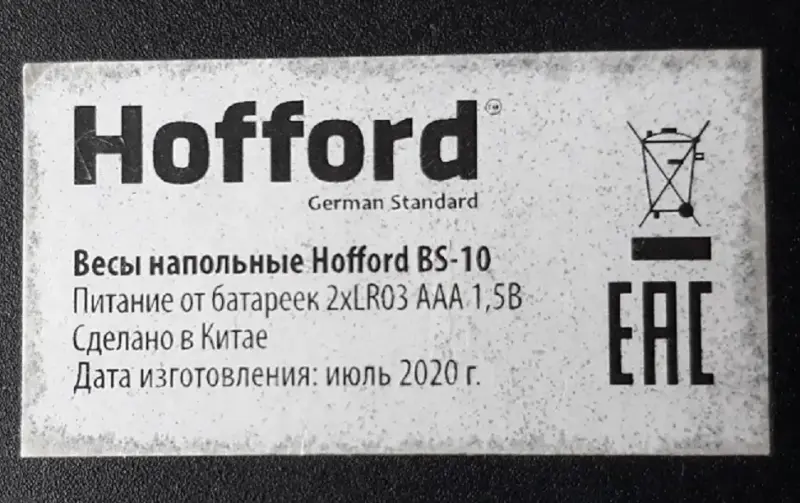 Hofford™
German Standard
Весы напольные Hofford BS-10
Питание от батареек 2xLR03 AAA 1,5В
Сделано в Китае
Дата изготовления: июль 2020 г.
EAC